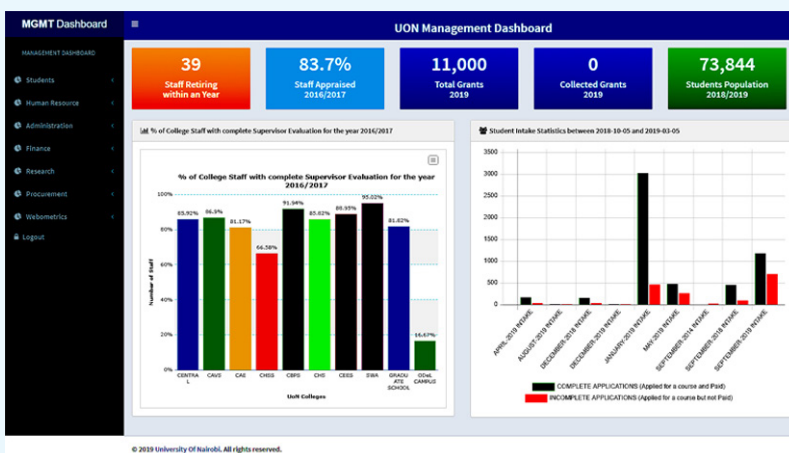 MGMT Dashboard
UON Management Dashboard
MANAGEMENT DASHBOARD
Students
Human Resource
Administration
Finance
Research
Procurement
Webometrics
Logout
39
Staff Retiring
within an Year
83.7%
Staff Appraised
2016/2017
11,000
Total Grants
2019
0
Collected Grants
2019
73,844
Students Population
2018/2019
% of College Staff with complete Supervisor Evaluation for the year 2016/2017
% of College Staff with complete Supervisor Evaluation for the year
2016/2017
Number of Staff
100%
80%
60%
40%
20%
0%
85.92%
86.9%
81.17%
66.58%
91.94%
85.82%
88.95%
95.02%
81.82%
16.67%
CENTRA
L
CAVS
CAE
CHSS
CBPS
CHS
CEES
SWA
GRADU
ATE
SCHOOL
ODeL
CAMPUS
UoN Colleges
Student Intake Statistics between 2018-10-05 and 2019-03-05
3500
3000
2500
2000
1500
1000
500
0
APRIL-2019 INTAKE
AUGUST-2019 INTAKE
DECEMBER-2018 INTAKE
DECEMBER-2019 INTAKE
JANUARY-2019 INTAKE
MAY-2019 INTAKE
SEPTEMBER-2014 INTAKE
SEPTEMBER-2018 INTAKE
SEPTEMBER-2019 INTAKE
COMPLETE APPLICATIONS (Applied for a course and Paid)
INCOMPLETE APPLICATIONS (Applied for a course but not Paid)
© 2019 University Of Nairobi. All rights reserved.